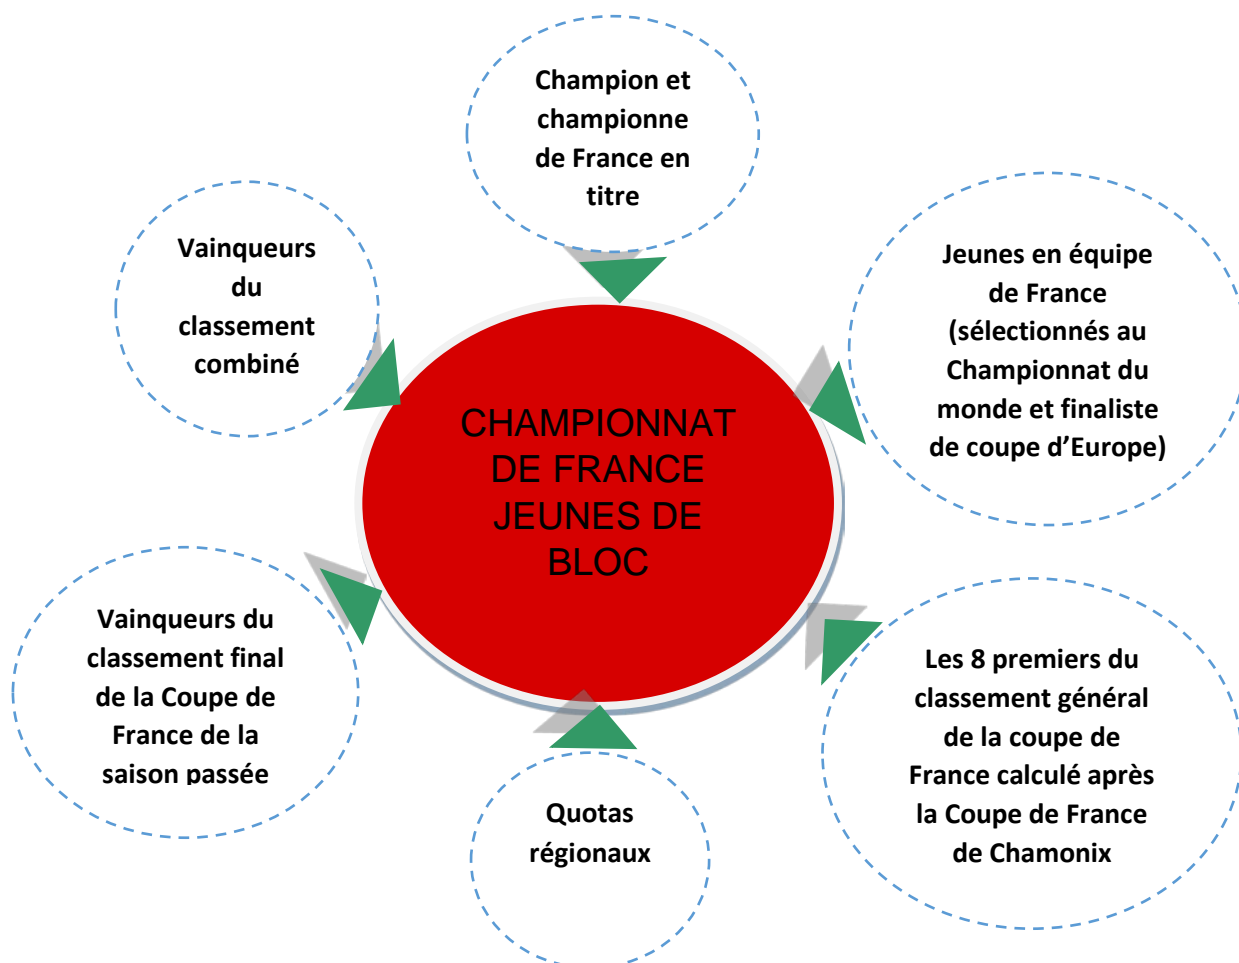 Champion et
championne
de France en
titre
Vainqueurs
du
classement
combiné
Jeunes en équipe
de France
(sélectionnés au
Championnat du
monde et finaliste
de coupe d’Europe)
CHAMPIONNAT
DE FRANCE
JEUNES DE
BLOC
Vainqueurs du
classement final
de la Coupe de
France de la
saison passée
Les 8 premiers du
classement général
de la coupe de
France calculé après
la Coupe de France
de Chamonix
Quotas
régionaux